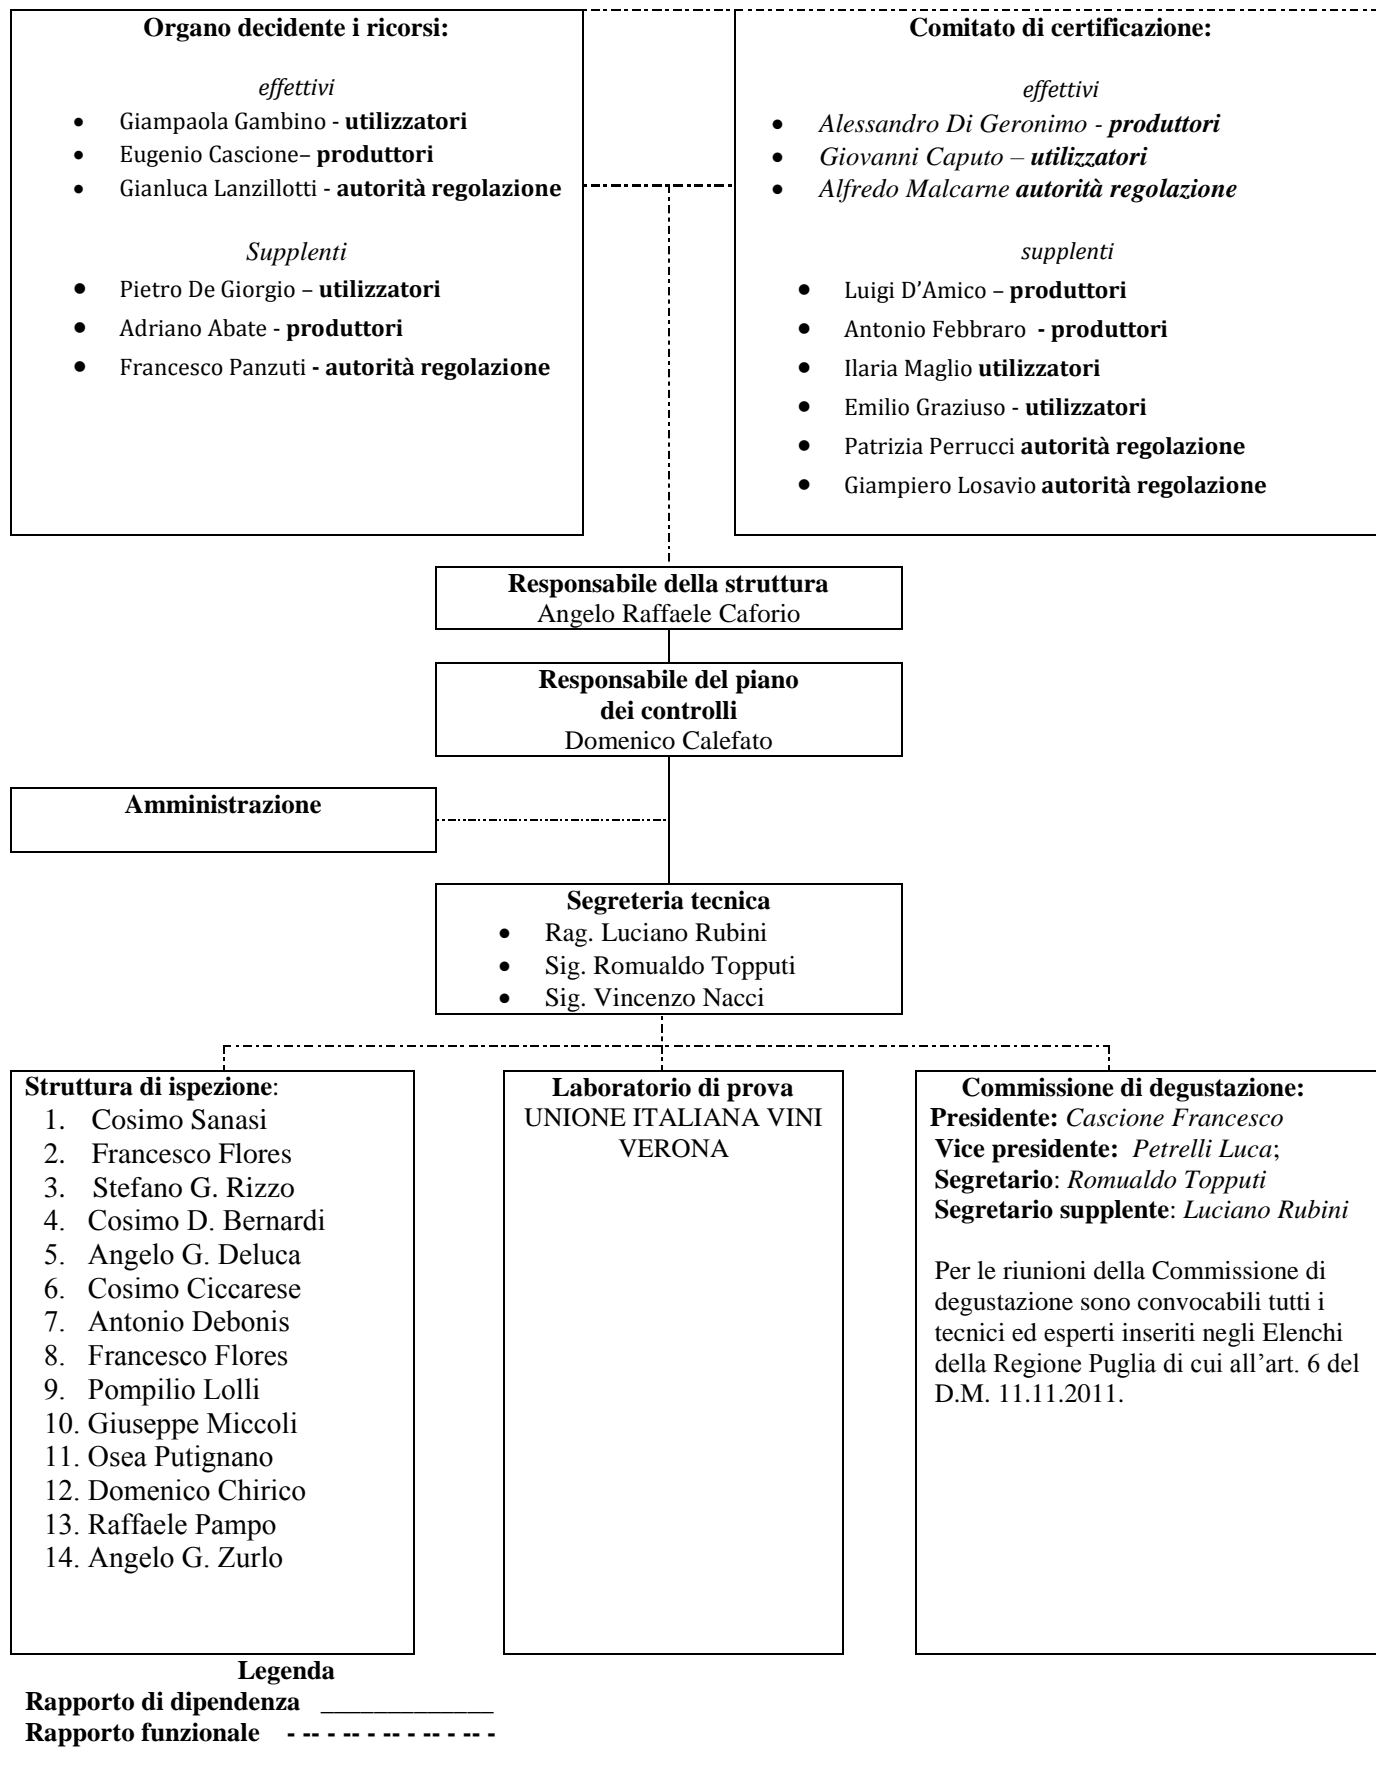 Organo decidente i ricorsi:
effettivi
• Giampaola Gambino - utilizzatori
• Eugenio Cascione– produttori
• Gianluca Lanzillotti - autorità regolazione
Supplenti
• Pietro De Giorgio – utilizzatori
• Adriano Abate - produttori
• Francesco Panzuti - autorità regolazione
Comitato di certificazione:
effettivi
• Alessandro Di Geronimo - produttori
• Giovanni Caputo – utilizzatori
• Alfredo Malcarne autorità regolazione
supplenti
• Luigi D’Amico – produttori
• Antonio Febbraro - produttori
• Ilaria Maglio utilizzatori
• Emilio Graziuso - utilizzatori
• Patrizia Perrucci autorità regolazione
• Giampiero Losavio autorità regolazione
Responsabile della struttura
Angelo Raffaele Caforio
Responsabile del piano
dei controlli
Domenico Calefato
Amministrazione
Segreteria tecnica
• Rag. Luciano Rubini
• Sig. Romualdo Topputi
• Sig. Vincenzo Nacci
Struttura di ispezione:
1. Cosimo Sanasi
2. Francesco Flores
3. Stefano G. Rizzo
4. Cosimo D. Bernardi
5. Angelo G. Deluca
6. Cosimo Ciccarese
7. Antonio Debonis
8. Francesco Flores
9. Pompilio Lolli
10. Giuseppe Miccoli
11. Osea Putignano
12. Domenico Chirico
13. Raffaele Pampo
14. Angelo G. Zurlo
Laboratorio di prova
UNIONE ITALIANA VINI
VERONA
Commissione di degustazione:
Presidente: Cascione Francesco
Vice presidente: Petrelli Luca;
Segretario: Romualdo Topputi
Segretario supplente: Luciano Rubini
Per le riunioni della Commissione di
degustazione sono convocabili tutti i
tecnici ed esperti inseriti negli Elenchi
della Regione Puglia di cui all’art. 6 del
D.M. 11.11.2011.
Legenda
Rapporto di dipendenza _____________
Rapporto funzionale - -- - -- - -- - -- - -- -